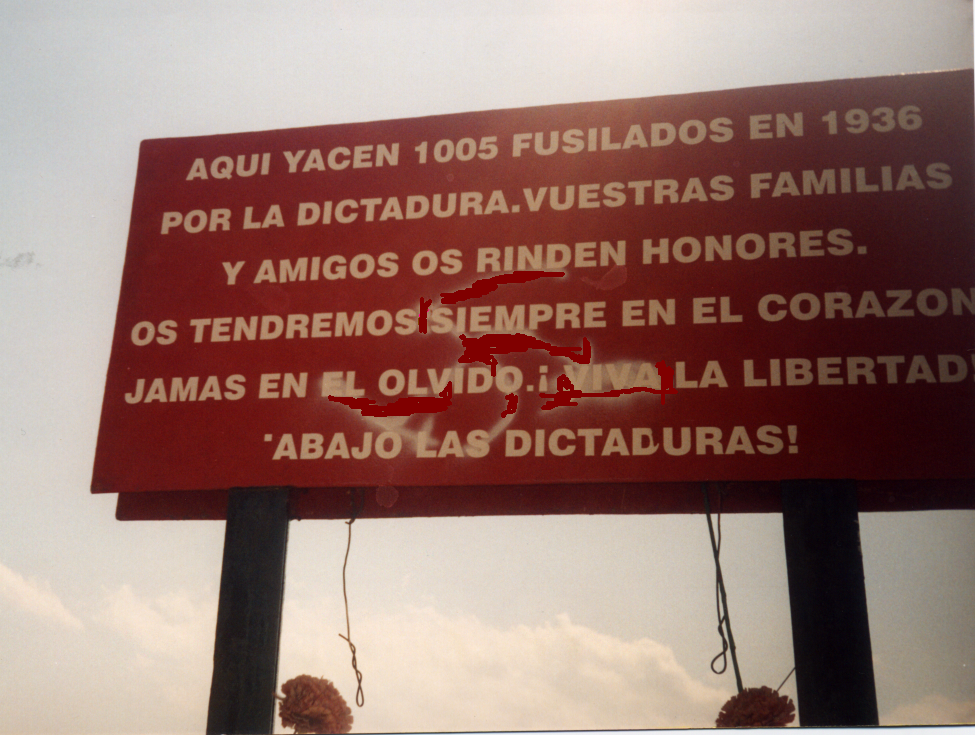 AQUI YACEN 1005 FUSILADOS EN 1936
POR LA DICTADURA.VUESTRAS FAMILIAS
Y AMIGOS OS RINDEN HONORES.
OS TENDREMOS SIEMPRE EN EL CORAZON
JAMAS EN EL OLVIDO.¡ VIVA LA LIBERTAD!
ABAJO LAS DICTADURAS!